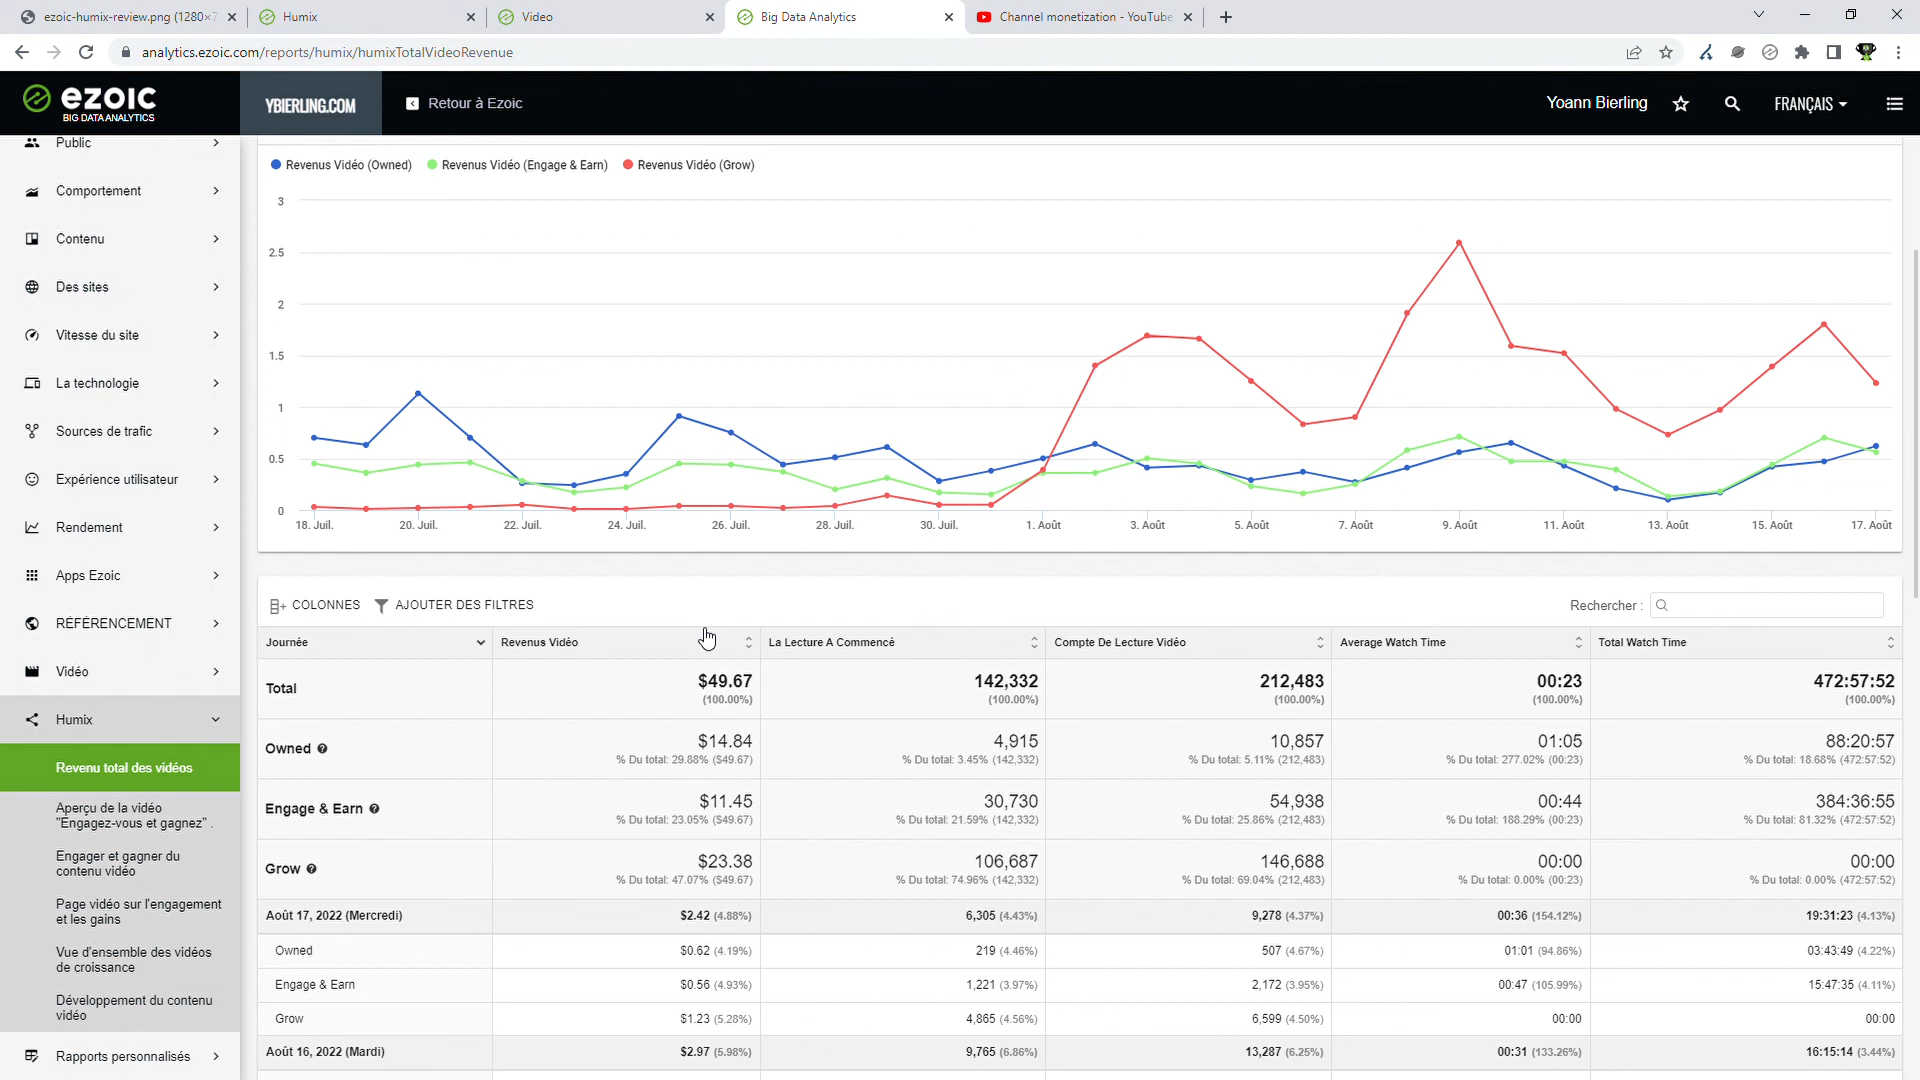 ezoic-humix-review.png (1280×7
Humix
Video
Big Data Analytics
Channel monetization - YouTube
analytics.ezoic.com/reports/humix/humixTotalVideoRevenue
ezoic
BIG DATA ANALYTICS
YBIERLING.COM
Retour à Ezoic
Yoann Bierling
FRANÇAIS
Public
Comportement
Contenu
Des sites
Vitesse du site
La technologie
Sources de trafic
Expérience utilisateur
Rendement
Apps Ezoic
RÉFÉRENCEMENT
Vidéo
Humix
Revenu total des vidéos
Aperçu de la vidéo
"Engagez-vous et gagnez" .
Engager et gagner du
contenu vidéo
Page vidéo sur l'engagement
et les gains
Vue d'ensemble des vidéos
de croissance
Développement du contenu
vidéo
Rapports personnalisés
Revenus Vidéo (Owned) Revenus Vidéo (Engage & Earn) Revenus Vidéo (Grow)
3
2.5
2
1.5
1
0.5
0
18. Juil. 20. Juil. 22. Juil. 24. Juil. 26. Juil. 28. Juil. 30. Juil. 1. Août 3. Août 5. Août 7. Août 9. Août 11. Août 13. Août 15. Août 17. Août
COLONNES AJOUTER DES FILTRES Rechercher :
Journée Revenus Vidéo La Lecture A Commencé Compte De Lecture Vidéo Average Watch Time Total Watch Time
Total $49.67 142,332 212,483 00:23 472:57:52
(100.00%) (100.00%) (100.00%) (100.00%) (100.00%)
Owned $14.84 4,915 10,857 01:05 88:20:57
% Du total: 29.88% ($49.67) % Du total: 3.45% (142,332) % Du total: 5.11% (212,483) % Du total: 277.02% (00:23) % Du total: 18.68% (472:57:52)
Engage & Earn $11.45 30,730 54,938 00:44 384:36:55
% Du total: 23.05% ($49.67) % Du total: 21.59% (142,332) % Du total: 25.86% (212,483) % Du total: 188.29% (00:23) % Du total: 81.32% (472:57:52)
Grow $23.38 106,687 146,688 00:00 00:00
% Du total: 47.07% ($49.67) % Du total: 74.96% (142,332) % Du total: 69.04% (212,483) % Du total: 0.00% (00:23) % Du total: 0.00% (472:57:52)
Août 17, 2022 (Mercredi) $2.42 (4.88%) 6,305 (4.43%) 9,278 (4.37%) 00:36 (154.12%) 19:31:23 (4.13%)
Owned $0.62 (4.19%) 219 (4.46%) 507 (4.67%) 01:01 (94.86%) 03:43:49 (4.22%)
Engage & Earn $0.56 (4.93%) 1,221 (3.97%) 2,172 (3.95%) 00:47 (105.99%) 15:47:35 (4.11%)
Grow $1.23 (5.28%) 4,865 (4.56%) 6,599 (4.50%) 00:00 00:00
Août 16, 2022 (Mardi) $2.97 (5.98%) 9,765 (6.86%) 13,287 (6.25%) 00:31 (133.26%) 16:15:14 (3.44%)